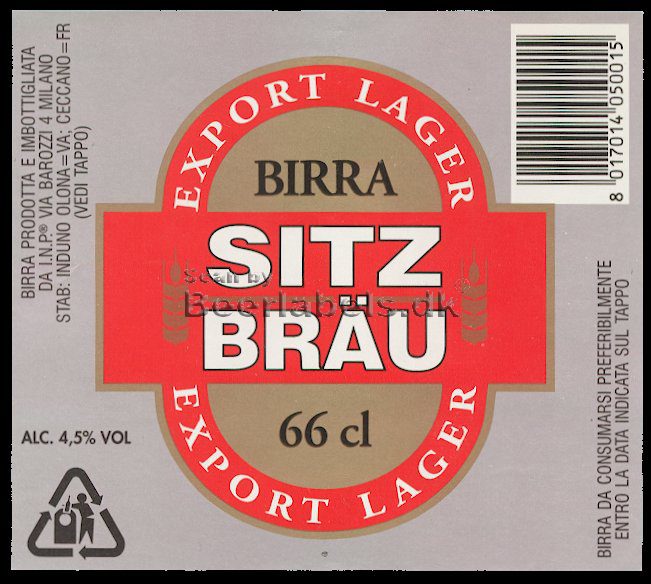 BIRRA PRODOTTA E IMBOTTIGLIATA
DA I.N.P.® VIA BAROZZI 4 MILANO
STAB: INDUNO OLONA=VA; CECCANO=FR
(VEDI TAPPO)
EXPORT LAGER
BIRRA
SITZ
BRÄU
66 cl
EXPORT LAGER
Scan by
Beerlabels.dk
ALC. 4,5% VOL
8 017014 050015
BIRRA DA CONSUMARSI PREFERIBILMENTE
ENTRO LA DATA INDICATA SUL TAPPO